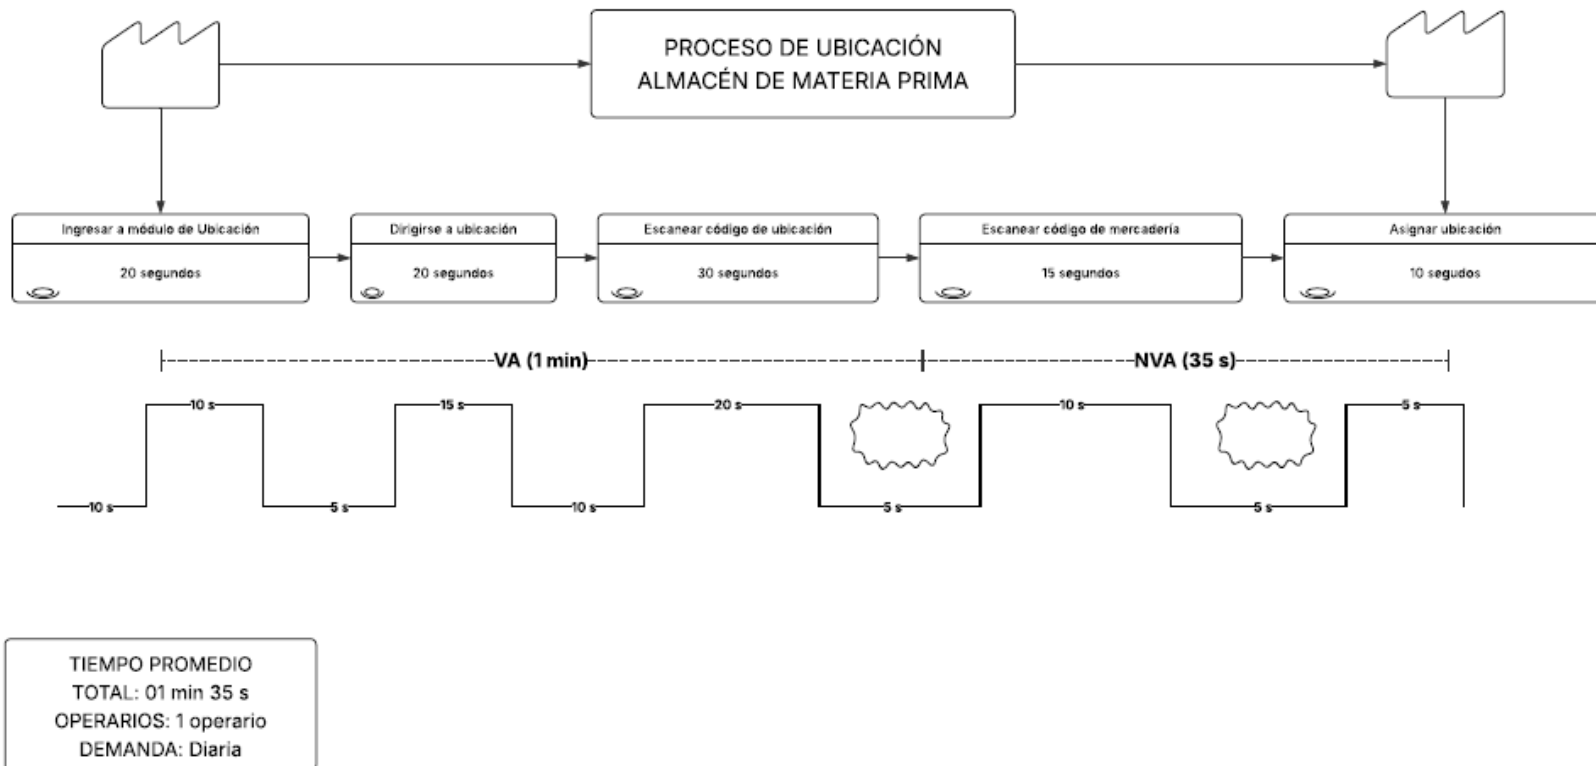 PROCESO DE UBICACIÓN
ALMACÉN DE MATERIA PRIMA
Ingresar a módulo de Ubicación
20 segundos
Dirigirse a ubicación
20 segundos
Escanear código de ubicación
30 segundos
Escanear código de mercadería
15 segundos
Asignar ubicación
10 segudos
VA (1 min)
NVA (35 s)
10 s
15 s
20 s
10 s
5 s
10 s
5 s
10 s
5 s
5 s
TIEMPO PROMEDIO
TOTAL: 01 min 35 s
OPERARIOS: 1 operario
DEMANDA: Diaria